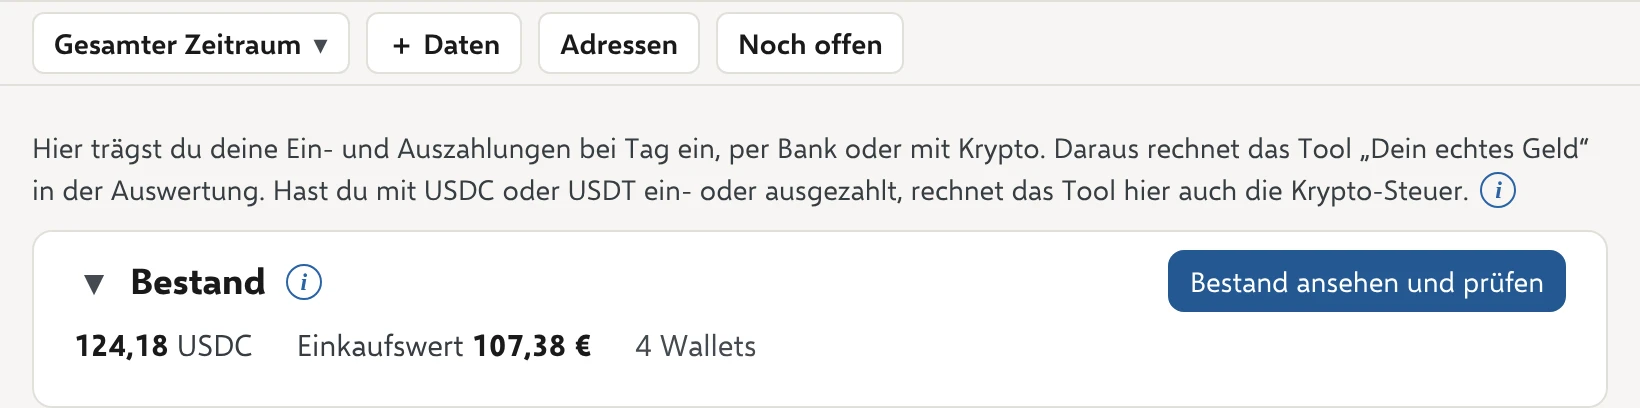 Gesamter Zeitraum ▼ + Daten Adressen Noch offen
Hier trägst du deine Ein- und Auszahlungen bei Tag ein, per Bank oder mit Krypto. Daraus rechnet das Tool „Dein echtes Geld“
in der Auswertung. Hast du mit USDC oder USDT ein- oder ausgezahlt, rechnet das Tool hier auch die Krypto-Steuer. i
▼ Bestand i Bestand ansehen und prüfen
124,18 USDC Einkaufswert 107,38 € 4 Wallets